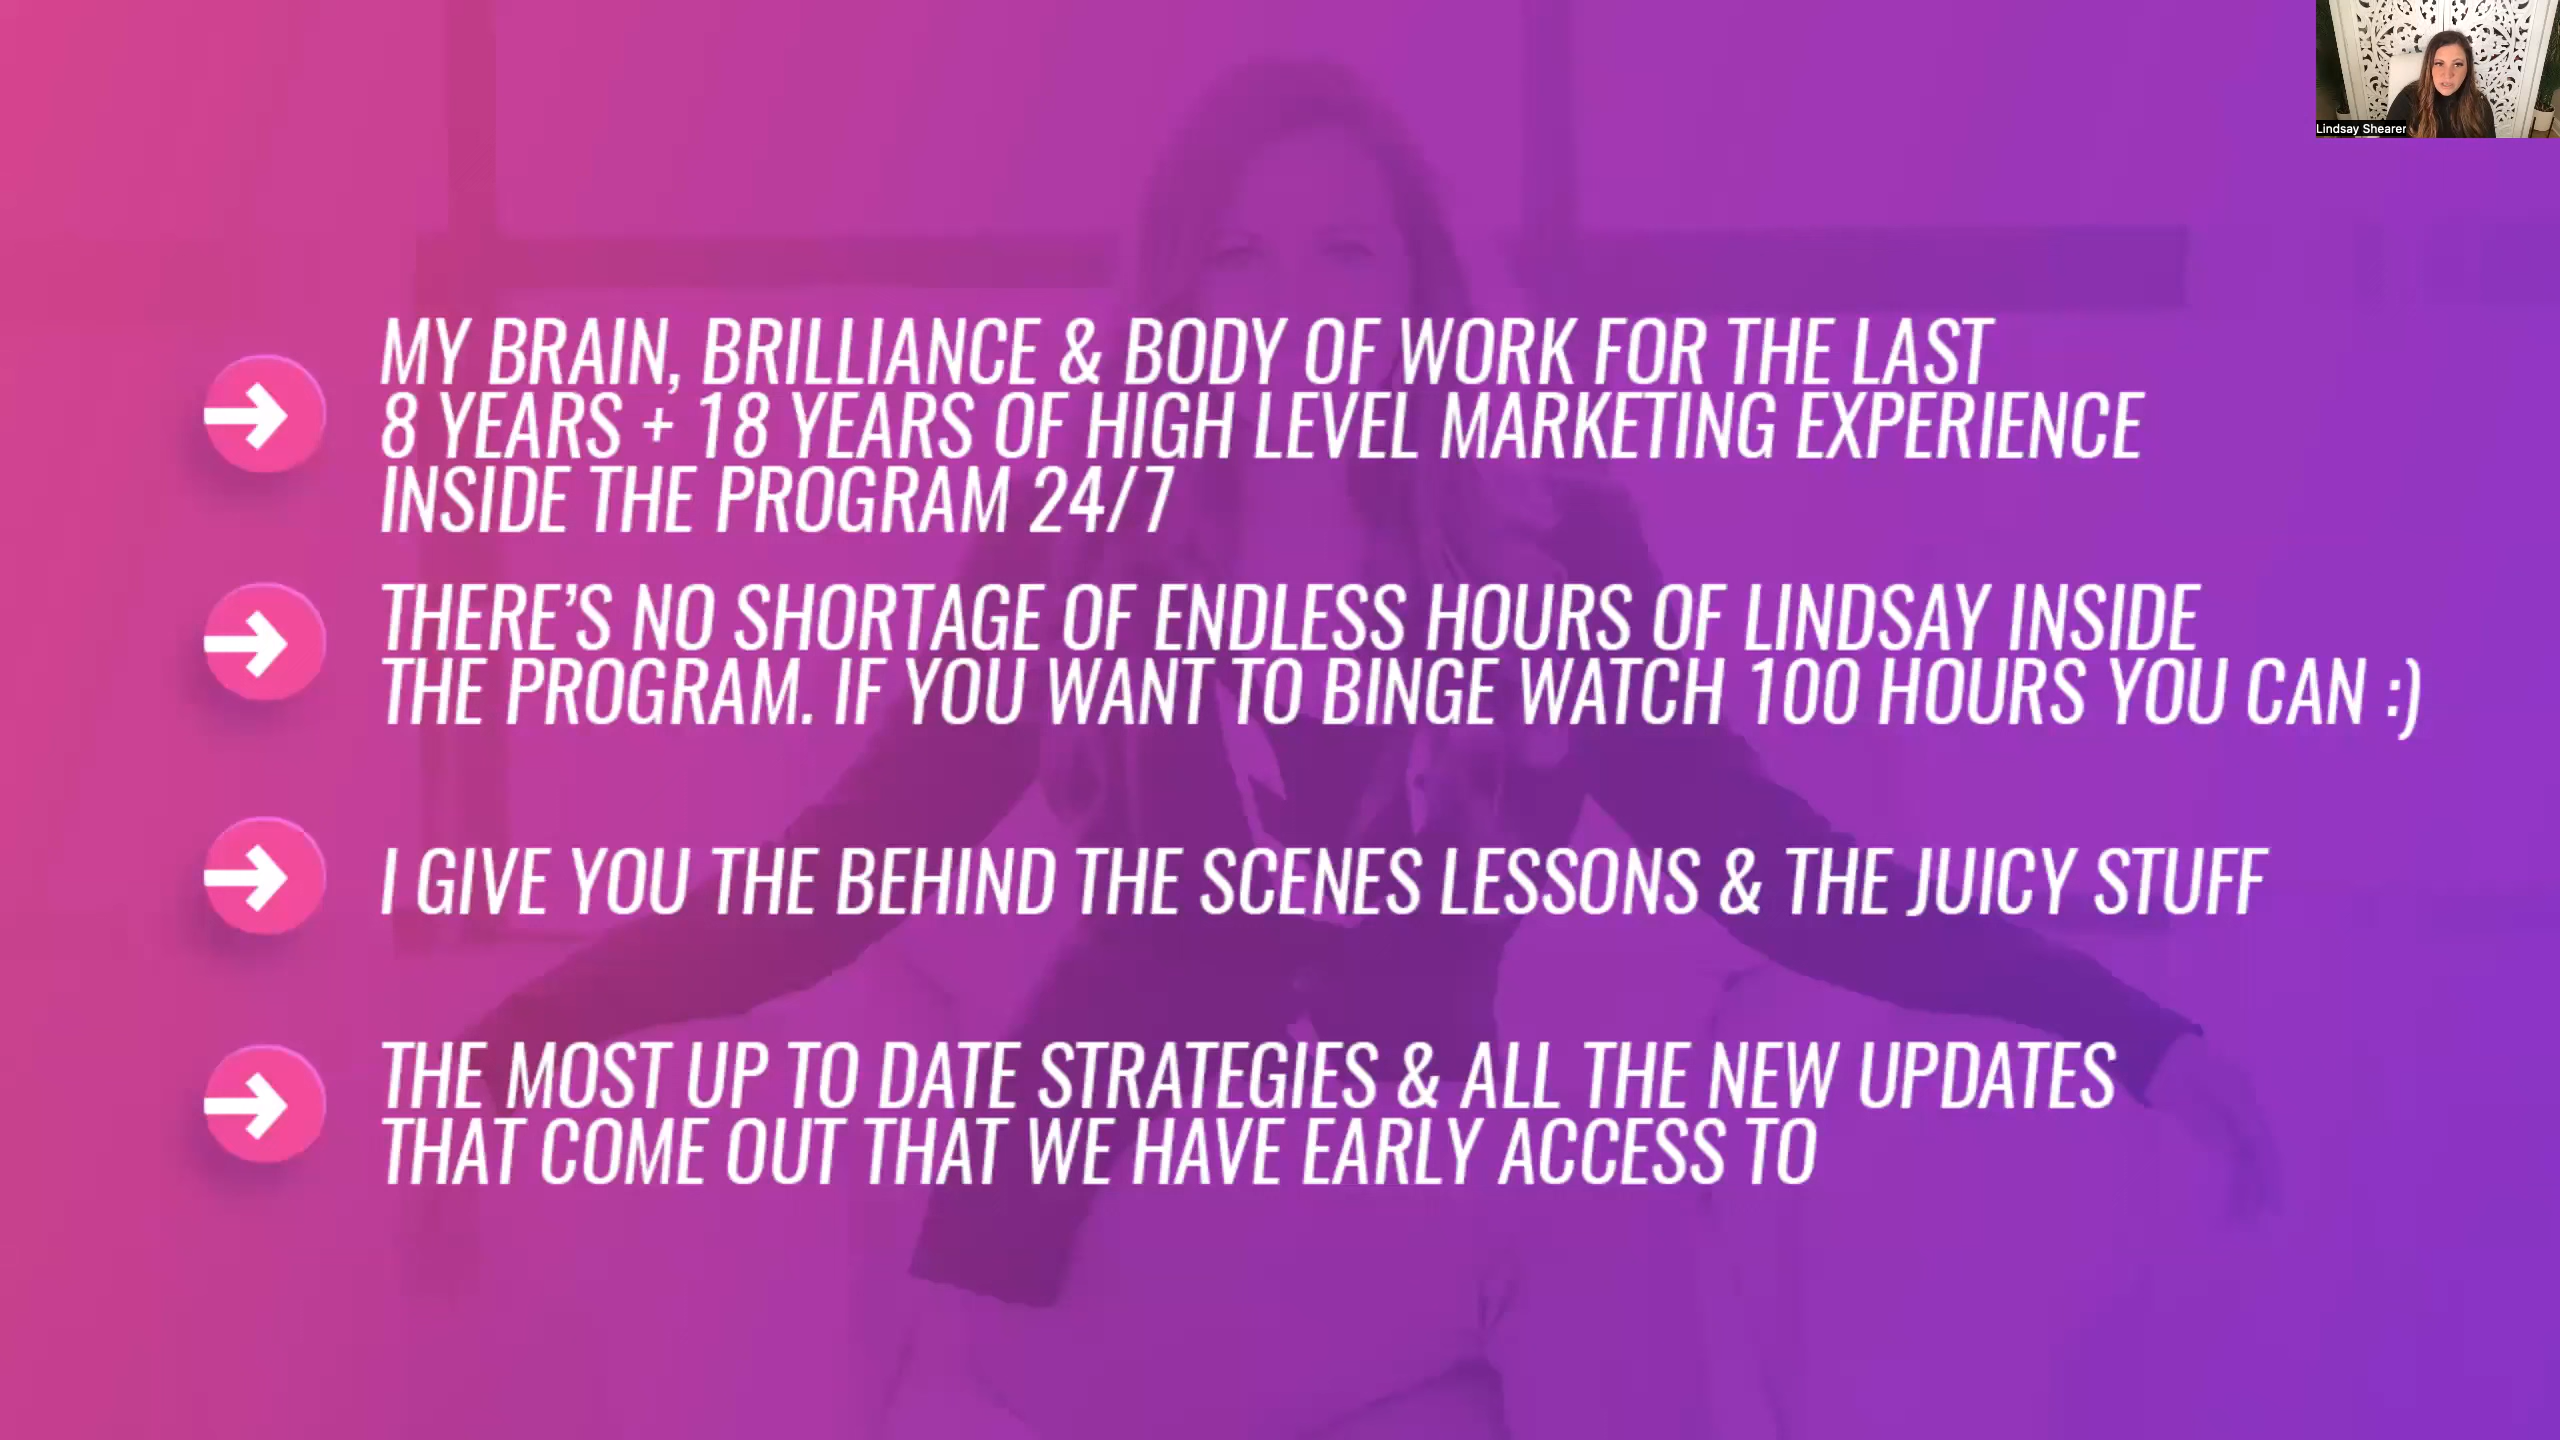 Lindsay Shearer
MY BRAIN, BRILLIANCE & BODY OF WORK FOR THE LAST
8 YEARS + 18 YEARS OF HIGH LEVEL MARKETING EXPERIENCE
INSIDE THE PROGRAM 24/7
THERE'S NO SHORTAGE OF ENDLESS HOURS OF LINDSAY INSIDE
THE PROGRAM. IF YOU WANT TO BINGE WATCH 100 HOURS YOU CAN :)
I GIVE YOU THE BEHIND THE SCENES LESSONS & THE JUICY STUFF
THE MOST UP TO DATE STRATEGIES & ALL THE NEW UPDATES
THAT COME OUT THAT WE HAVE EARLY ACCESS TO